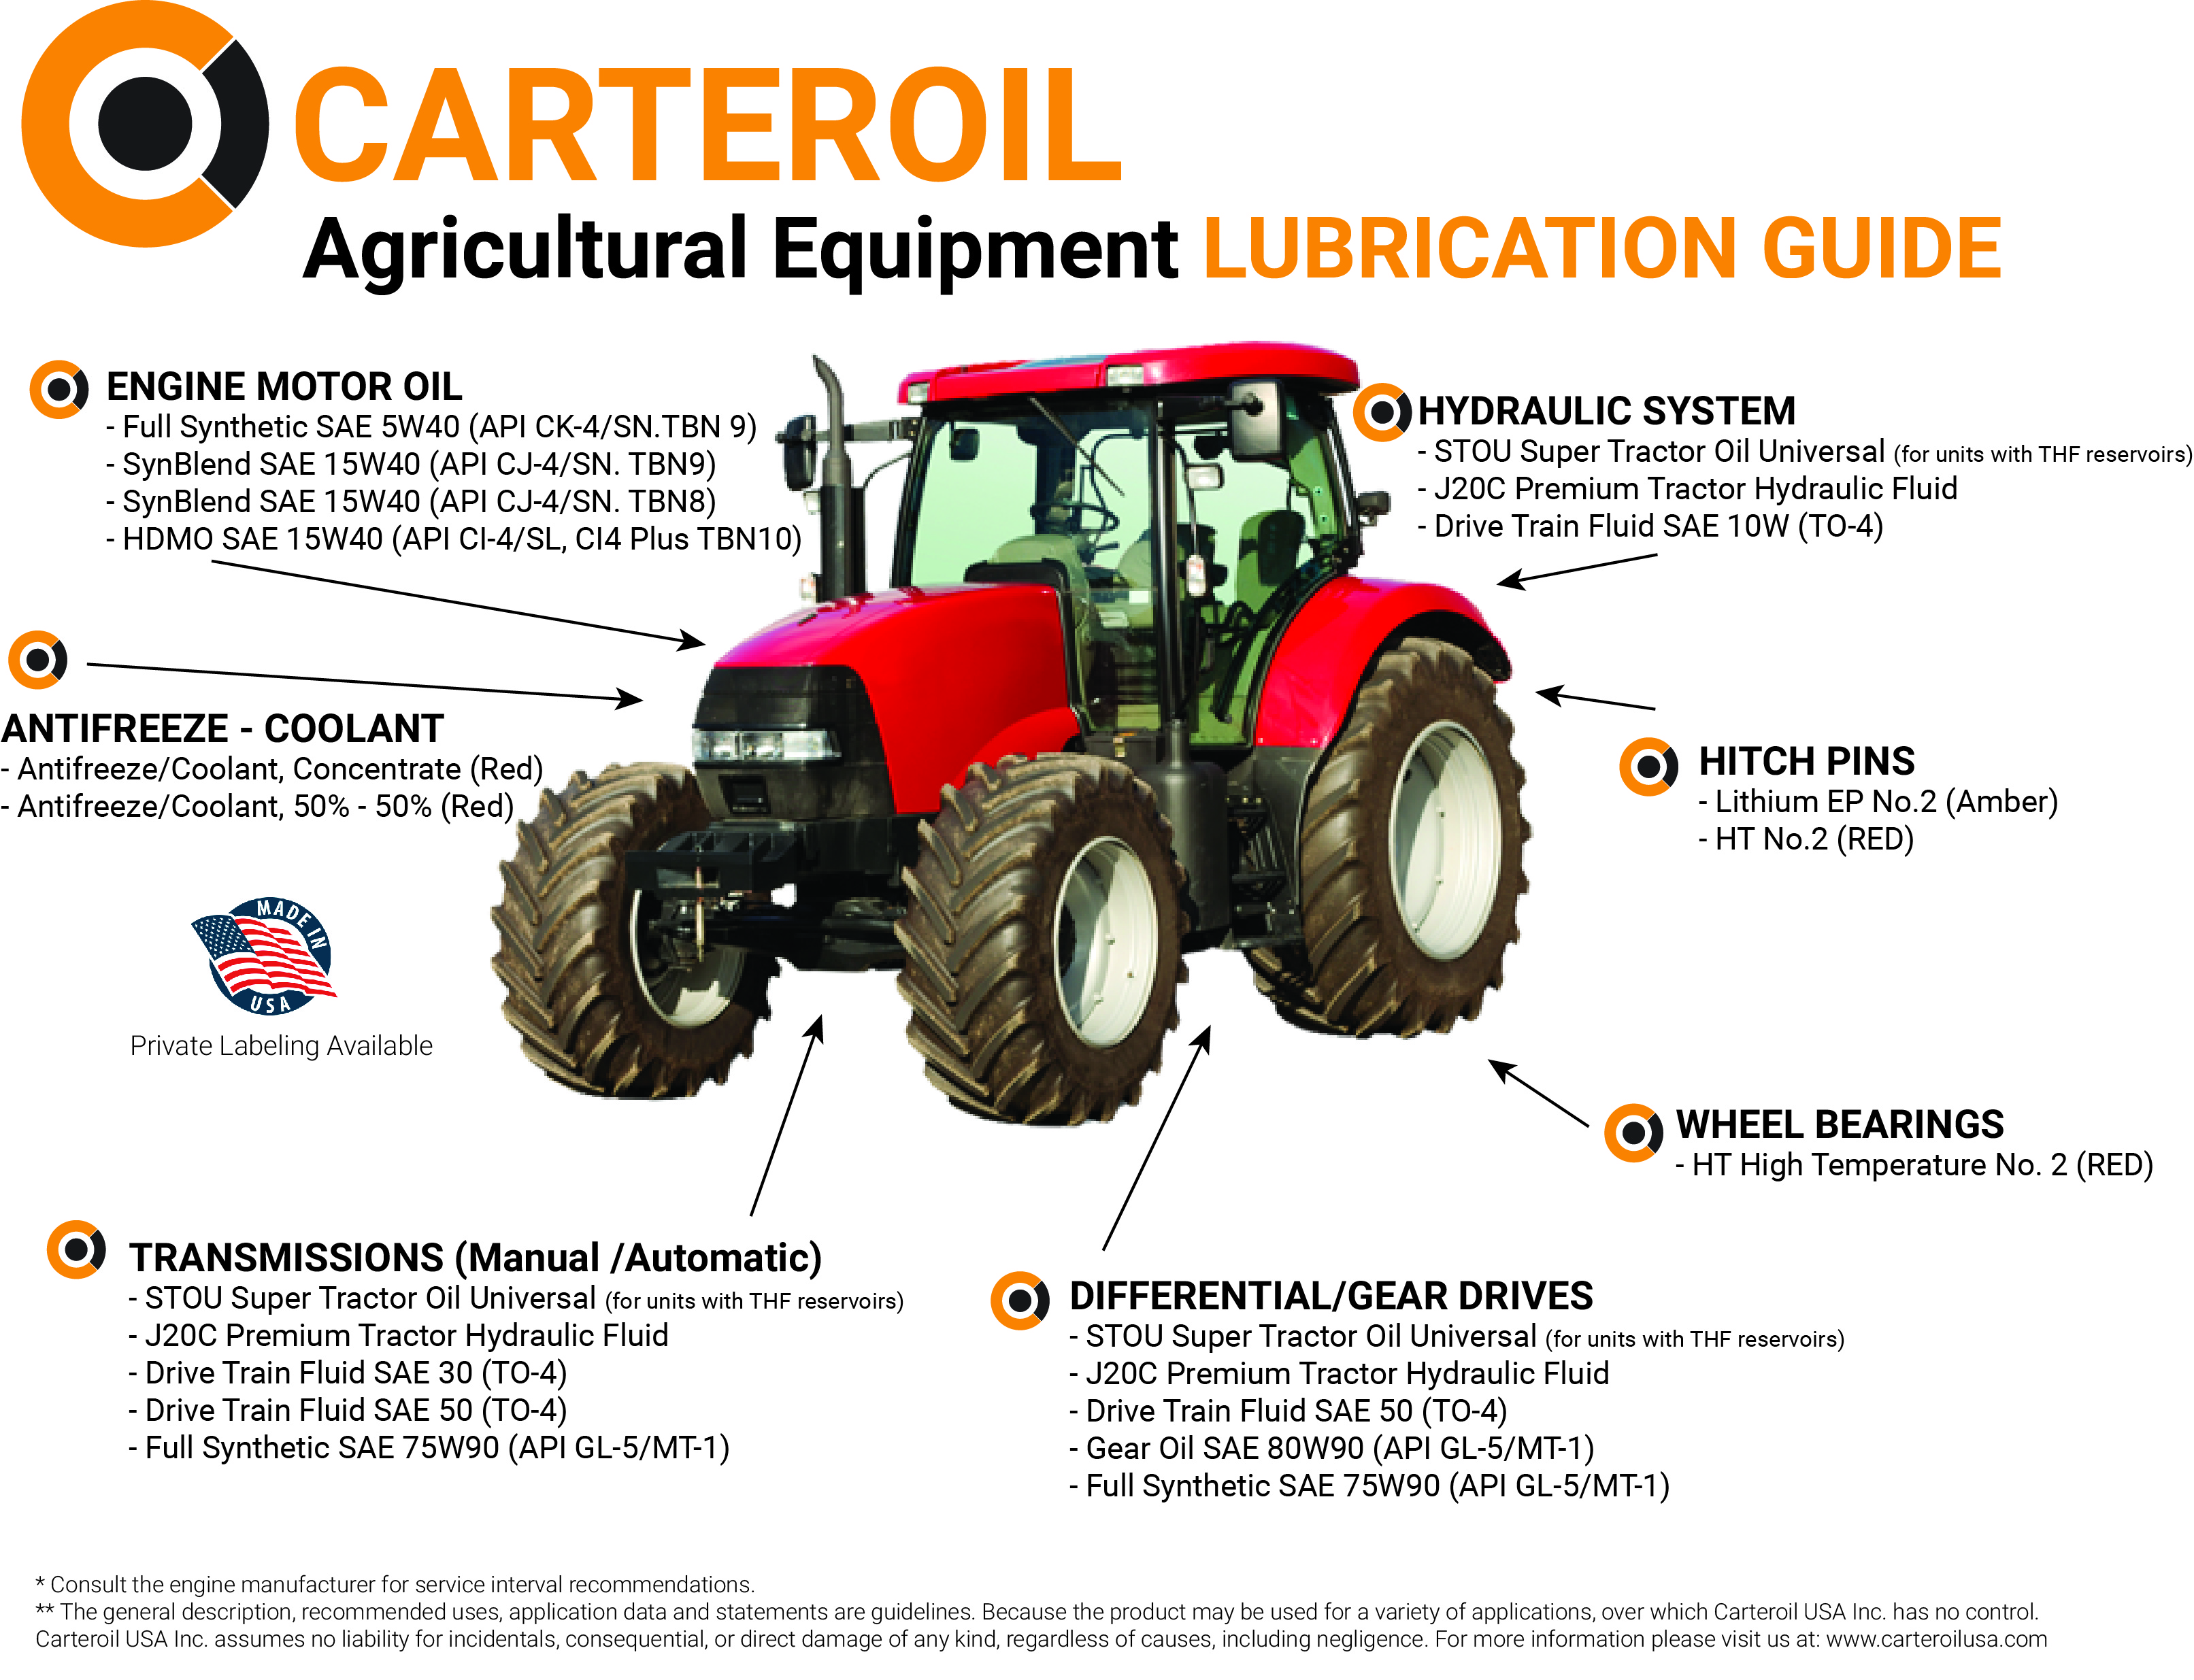 CARTEROIL
Agricultural Equipment LUBRICATION GUIDE
ENGINE MOTOR OIL
- Full Synthetic SAE 5W40 (API CK-4/SN.TBN 9)
- SynBlend SAE 15W40 (API CJ-4/SN. TBN9)
- SynBlend SAE 15W40 (API CJ-4/SN. TBN8)
- HDMO SAE 15W40 (API CI-4/SL, CI4 Plus TBN10)
HYDRAULIC SYSTEM
- STOU Super Tractor Oil Universal (for units with THF reservoirs)
- J20C Premium Tractor Hydraulic Fluid
- Drive Train Fluid SAE 10W (TO-4)
ANTIFREEZE - COOLANT
- Antifreeze/Coolant, Concentrate (Red)
- Antifreeze/Coolant, 50% - 50% (Red)
HITCH PINS
- Lithium EP No.2 (Amber)
- HT No.2 (RED)
MADE IN
USA
Private Labeling Available
WHEEL BEARINGS
- HT High Temperature No. 2 (RED)
TRANSMISSIONS (Manual /Automatic)
- STOU Super Tractor Oil Universal (for units with THF reservoirs)
- J20C Premium Tractor Hydraulic Fluid
- Drive Train Fluid SAE 30 (TO-4)
- Drive Train Fluid SAE 50 (TO-4)
- Full Synthetic SAE 75W90 (API GL-5/MT-1)
DIFFERENTIAL/GEAR DRIVES
- STOU Super Tractor Oil Universal (for units with THF reservoirs)
- J20C Premium Tractor Hydraulic Fluid
- Drive Train Fluid SAE 50 (TO-4)
- Gear Oil SAE 80W90 (API GL-5/MT-1)
- Full Synthetic SAE 75W90 (API GL-5/MT-1)
* Consult the engine manufacturer for service interval recommendations.
** The general description, recommended uses, application data and statements are guidelines. Because the product may be used for a variety of applications, over which Carteroil USA Inc. has no control.
Carteroil USA Inc. assumes no liability for incidentals, consequential, or direct damage of any kind, regardless of causes, including negligence. For more information please visit us at: www.carteroilusa.com